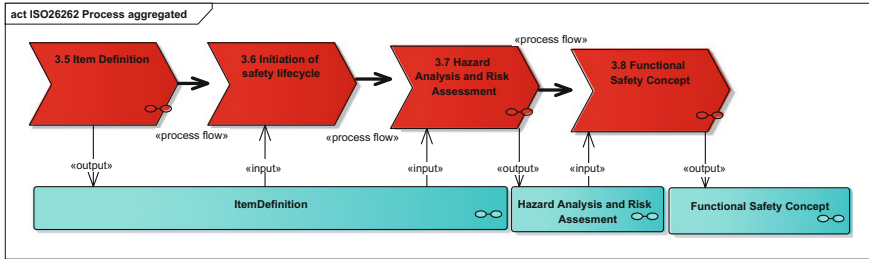 act ISO26262 Process aggregated
«process flow»
3.5 Item Definition
3.6 Initiation of
safety lifecycle
3.7 Hazard
Analysis and Risk
Assessment
3.8 Functional
Safety Concept
«process flow»
«process flow»
«output»
«input»
«input»
«output»
«input»
«output»
ItemDefinition
Hazard Analysis and Risk
Assesment
Functional Safety Concept